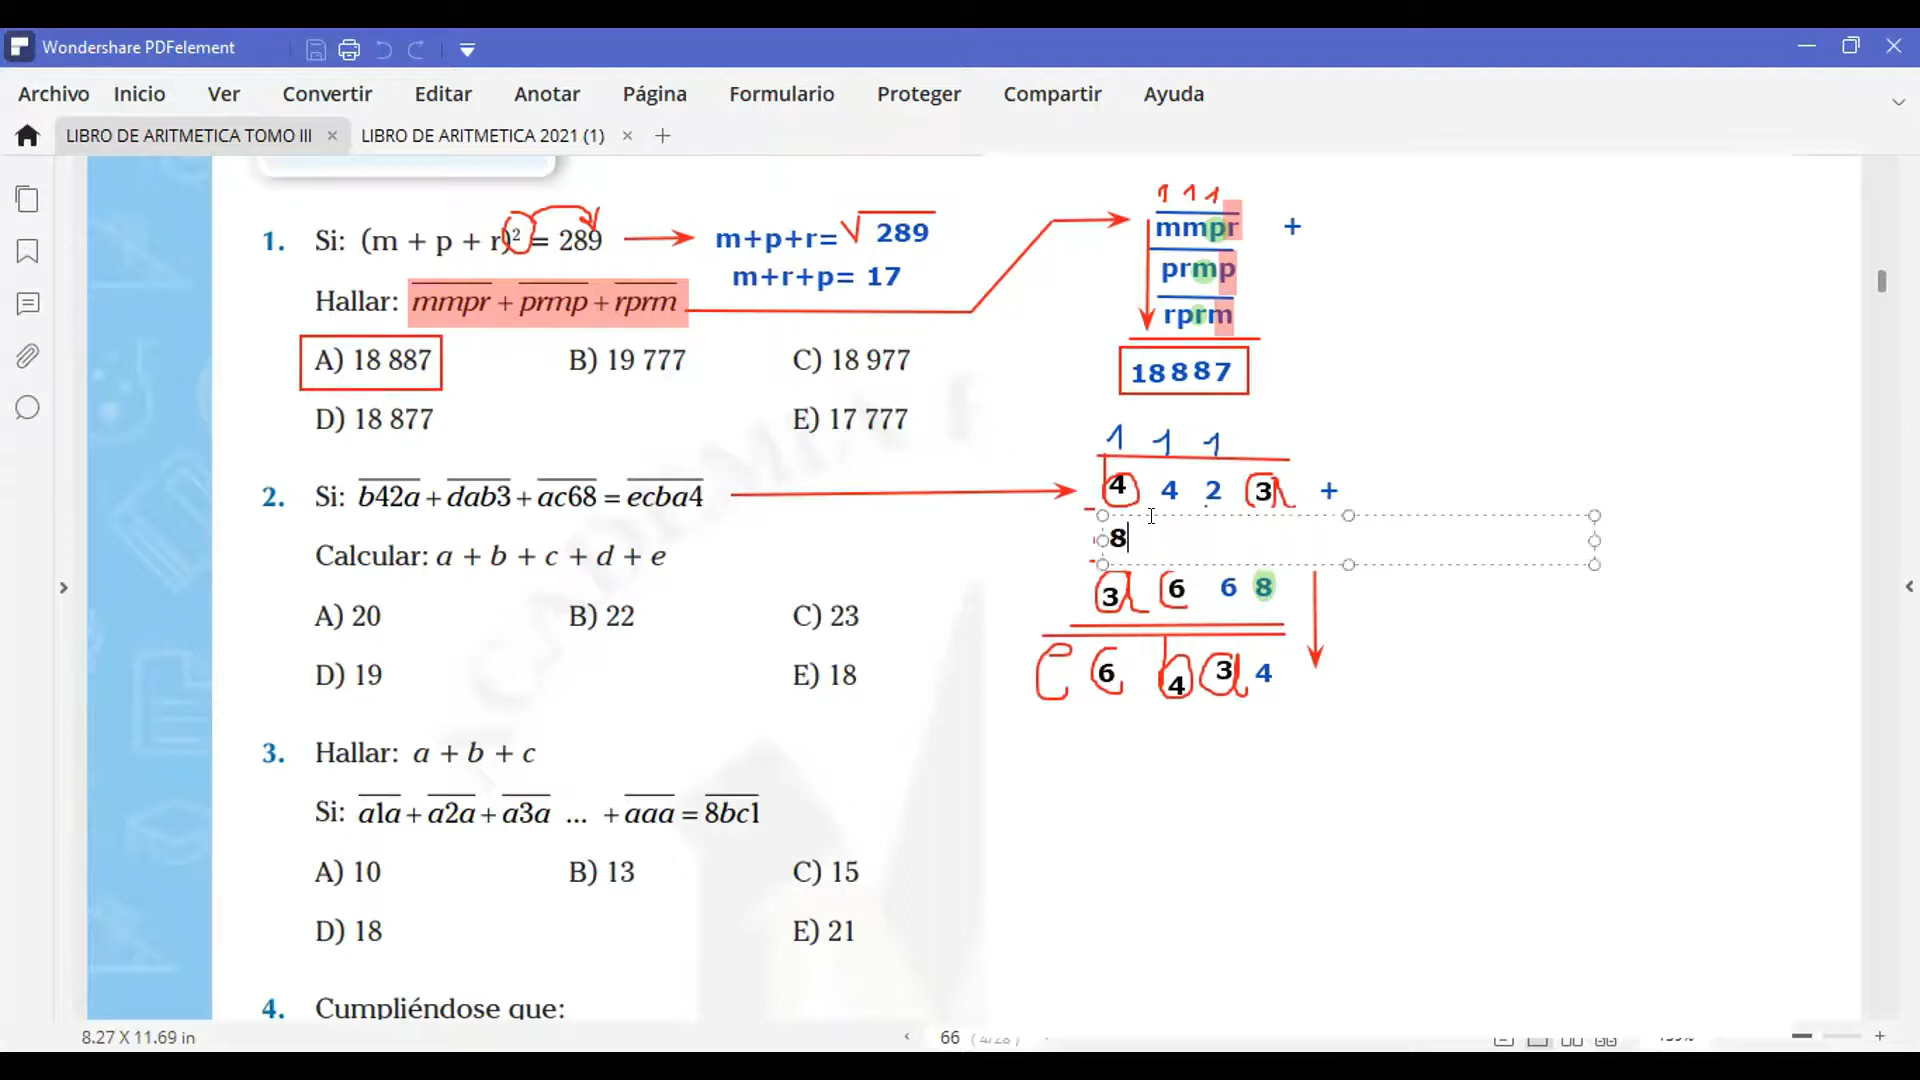 Wondershare PDFelement
Archivo Inicio Ver Convertir Editar Anotar Página Formulario Proteger Compartir Ayuda
LIBRO DE ARITMETICA TOMO III × LIBRO DE ARITMETICA 2021 (1) × +
1. Si: (m + p + r)² = 289
m+p+r= √289
m+r+p= 17
Hallar: mmpr + prmp + rprm
A) 18 887 B) 19 777 C) 18 977
D) 18 877 E) 17 777
1 1 1
mmpr +
prmp
rprm
18887
2. Si: b42a + dab3 + ac68 = ecba4
Calcular: a + b + c + d + e
A) 20 B) 22 C) 23
D) 19 E) 18
1 1 1
4 4 2 3 +
8
3 6 6 8
e 6 4 3 4
3. Hallar: a + b + c
Si: a1a + a2a + a3a ... + aaa = 8bc1
A) 10 B) 13 C) 15
D) 18 E) 21
4. Cumpliéndose que:
ACADEMIA
8.27 X 11.69 in
66